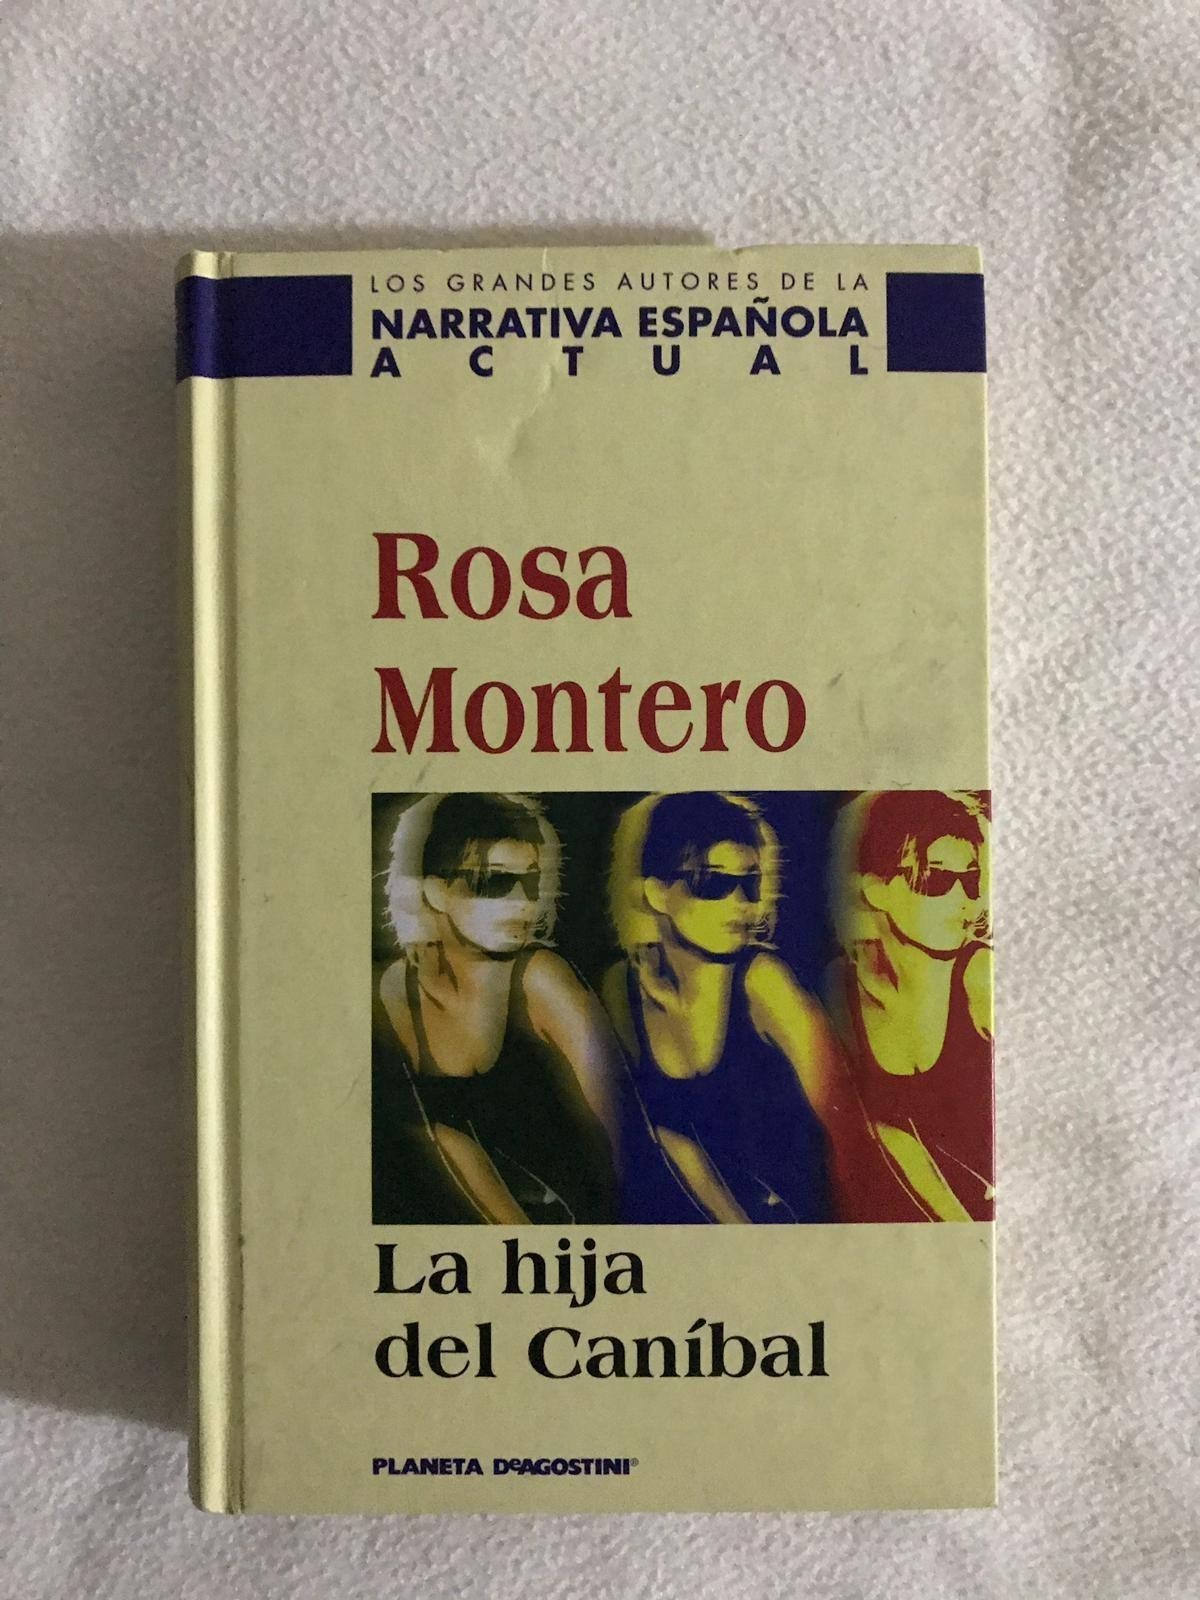 LOS GRANDES AUTORES DE LA
NARRATIVA ESPAÑOLA
ACTUAL
Rosa
Montero
La hija
del Caníbal
PLANETA DeAGOSTINI®